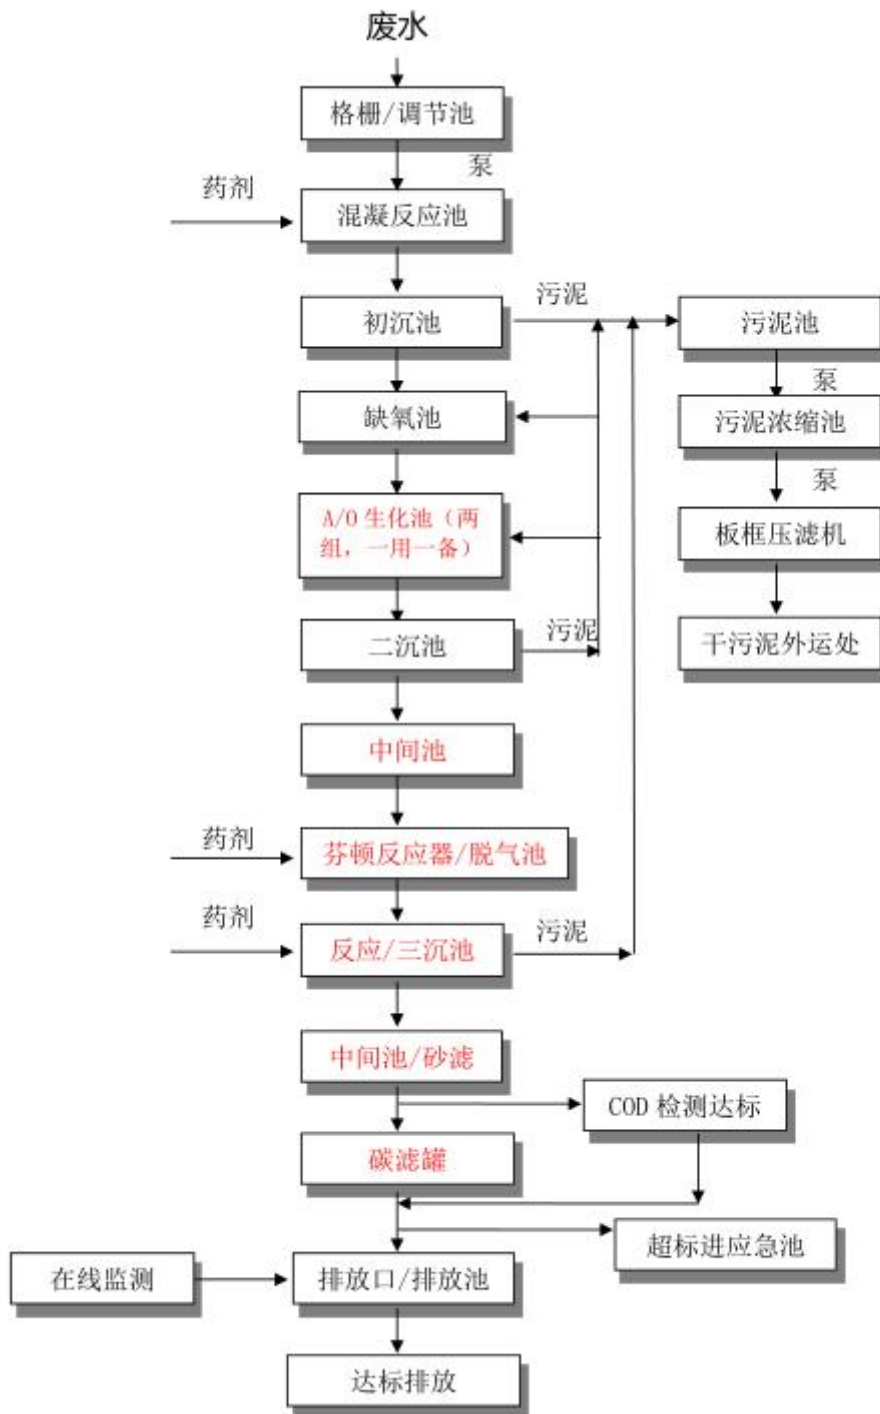 废水
格栅/调节池
泵
药剂
混凝反应池
污泥
初沉池
污泥池
泵
缺氧池
污泥浓缩池
泵
A/O 生化池（两
组，一用一备）
板框压滤机
二沉池
污泥
干污泥外运处
中间池
药剂
芬顿反应器/脱气池
药剂
反应/三沉池
污泥
中间池/砂滤
COD 检测达标
碳滤罐
超标进应急池
在线监测
排放口/排放池
达标排放